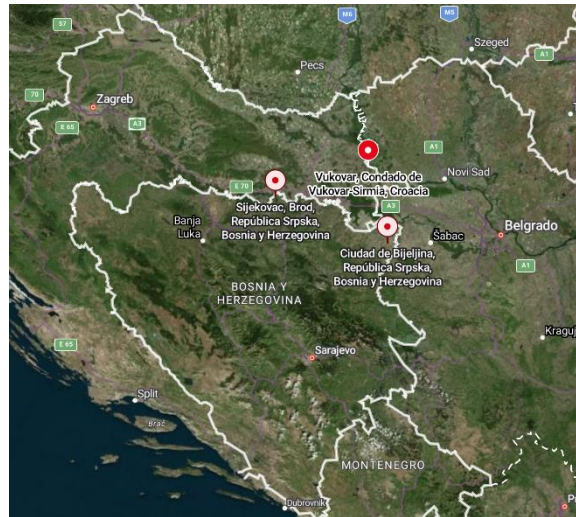 57
M6
M5
Szeged
A1
Pecs
70
Zagreb
E 65
A3
A1
Vukovar, Condado de
Vukovar-Sirmia, Croacia
Novi Sad
E 70
Sijekovac, Brod,
República Srpska,
Bosnia y Herzegovina
Banja
Luka
A3
Šabac
Belgrado
Ciudad de Bijeljina,
República Srpska,
Bosnia y Herzegovina
A1
BOSNIA Y
HERZEGOVINA
Kraguj
E 65
Sarajevo
Split
Brač
MONTENEGRO
Dubrovnik